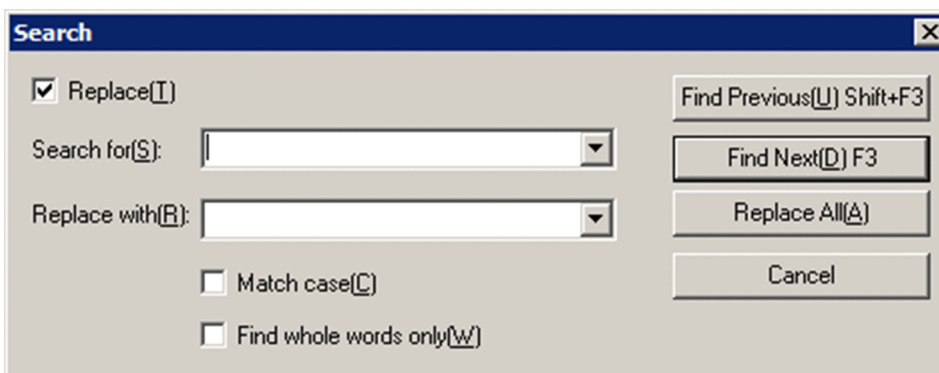 Search
Replace(T)
Find Previous(U) Shift+F3
Search for(S):
Find Next(D) F3
Replace with(R):
Replace All(A)
Match case(C)
Cancel
Find whole words only(W)